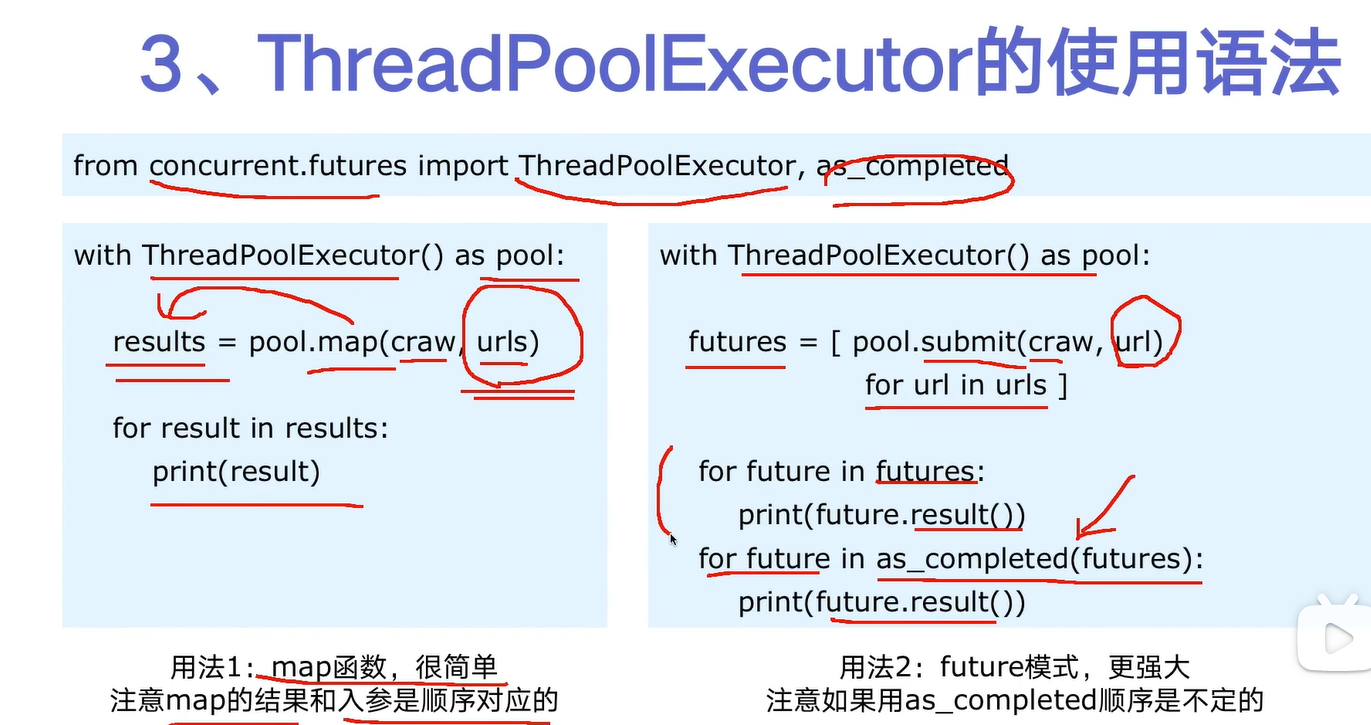 3、ThreadPoolExecutor的使用语法
from concurrent.futures import ThreadPoolExecutor, as_completed
with ThreadPoolExecutor() as pool:
results = pool.map(craw, urls)
for result in results:
print(result)
用法1：map函数，很简单
注意map的结果和入参是顺序对应的
with ThreadPoolExecutor() as pool:
futures = [ pool.submit(craw, url)
for url in urls ]
for future in futures:
print(future.result())
for future in as_completed(futures):
print(future.result())
用法2：future模式，更强大
注意如果用as_completed顺序是不定的